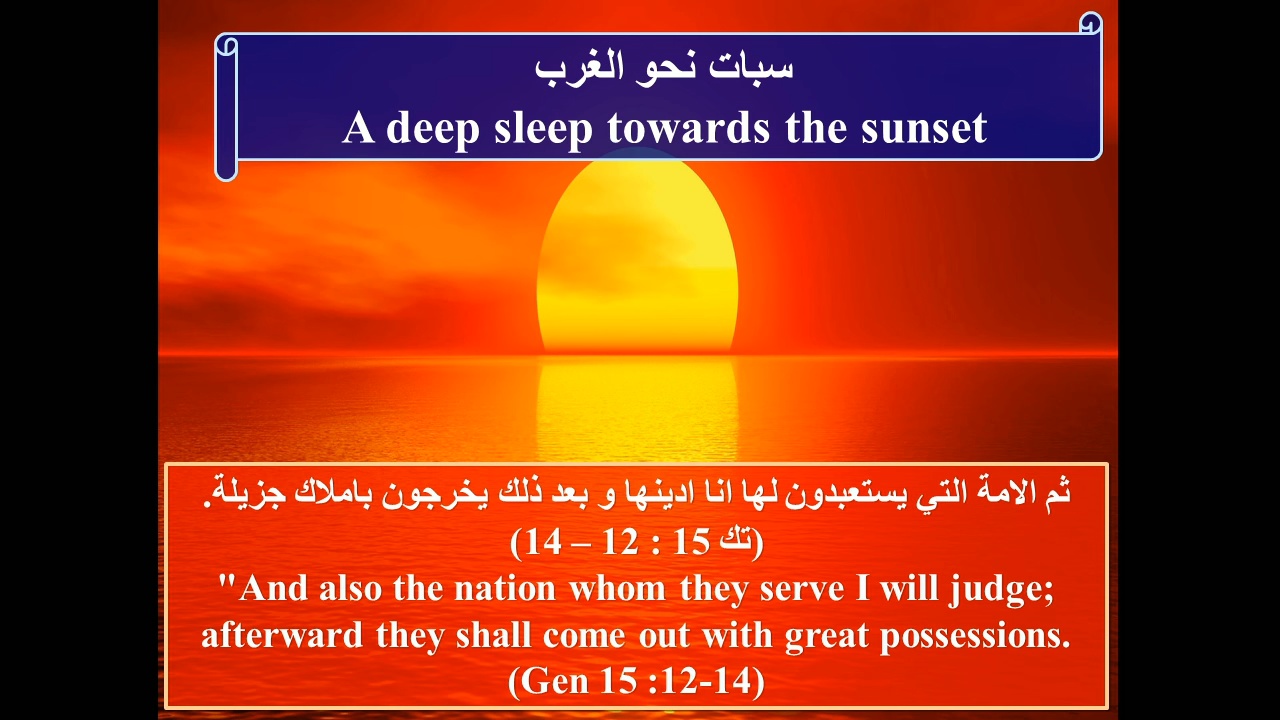 سبات نحو الغرب
A deep sleep towards the sunset
ثم الامة التي يستعبدون لها انا ادينها و بعد ذلك يخرجون باملاك جزيلة.
(تك 15 : 12 – 14)
"And also the nation whom they serve I will judge;
afterward they shall come out with great possessions.
(Gen 15 :12-14)